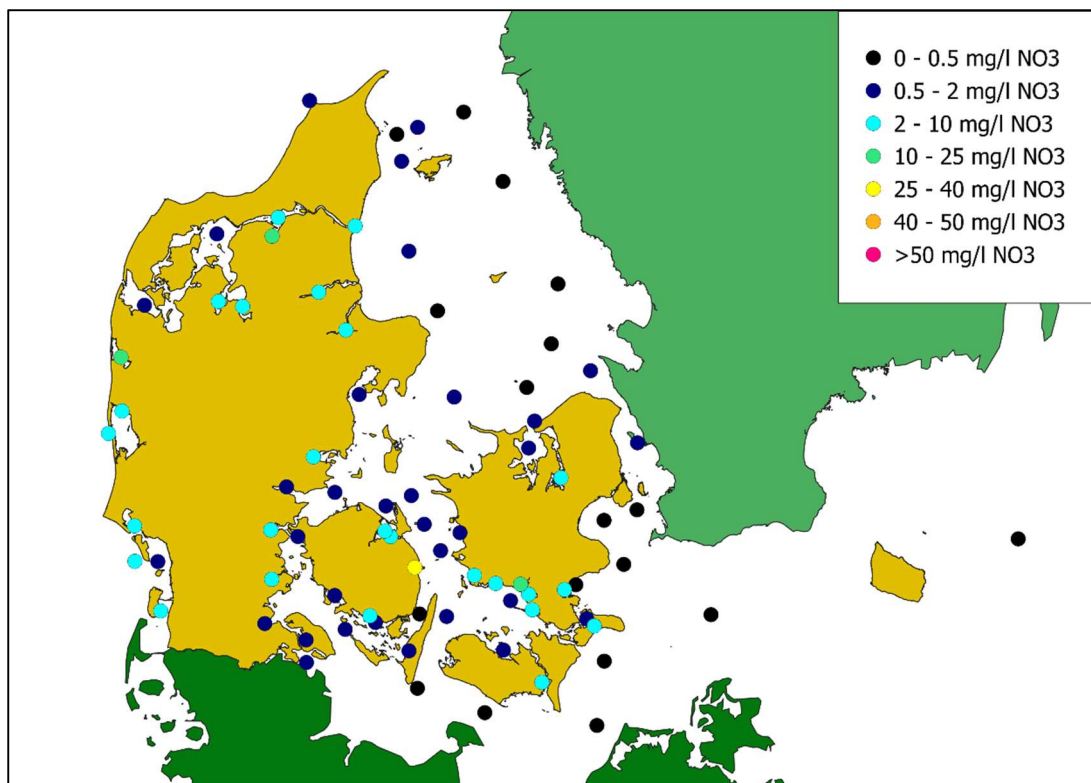 0 - 0.5 mg/l NO3
0.5 - 2 mg/l NO3
2 - 10 mg/l NO3
10 - 25 mg/l NO3
25 - 40 mg/l NO3
40 - 50 mg/l NO3
>50 mg/l NO3